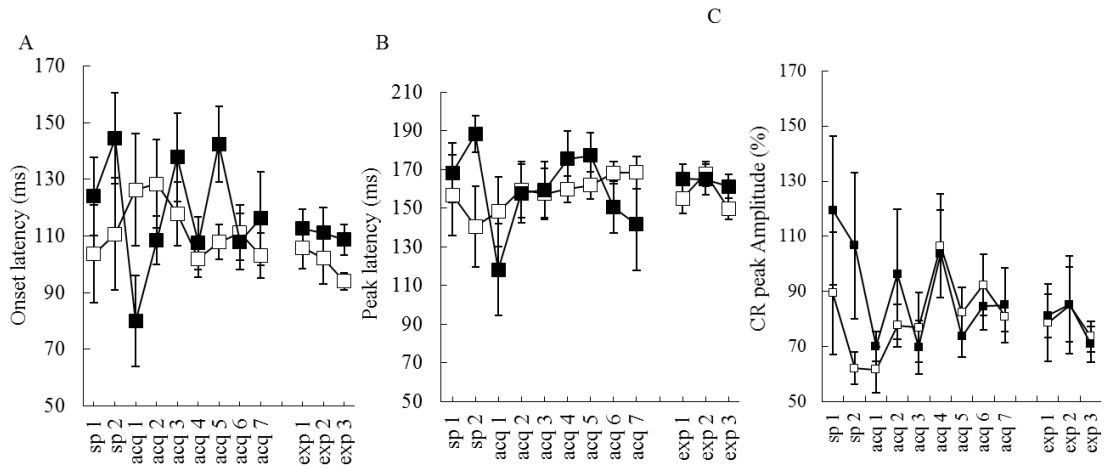 A
Onset latency (ms)
170
150
130
110
90
70
50
sp 1
sp 2
acq 1
acq 2
acq 3
acq 4
acq 5
acq 6
acq 7
exp 1
exp 2
exp 3
B
Peak latency (ms)
210
190
170
150
130
110
90
70
50
sp 1
sp 2
acq 1
acq 2
acq 3
acq 4
acq 5
acq 6
acq 7
exp 1
exp 2
exp 3
C
CR peak Amplitude (%)
170
150
130
110
90
70
50
sp 1
sp 2
acq 1
acq 2
acq 3
acq 4
acq 5
acq 6
acq 7
exp 1
exp 2
exp 3